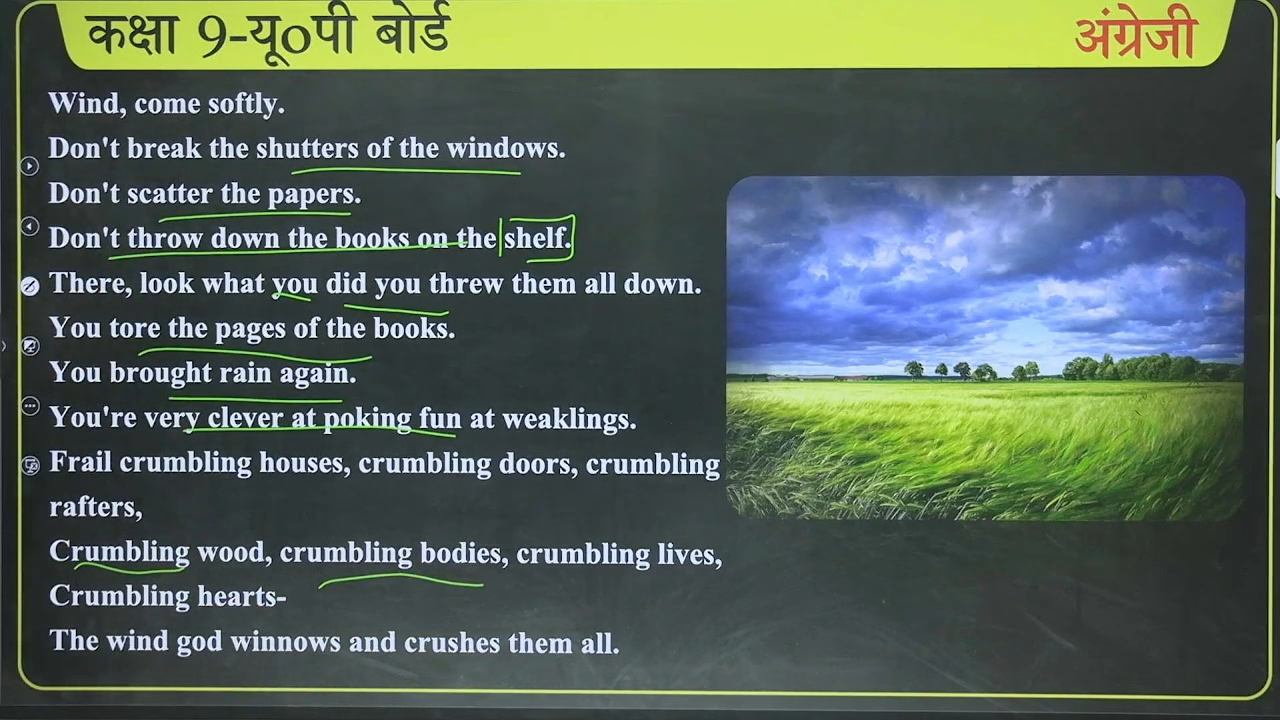 कक्षा 9-यू0पी बोर्ड
अंग्रेजी
Wind, come softly.
Don't break the shutters of the windows.
Don't scatter the papers.
Don't throw down the books on the shelf.
There, look what you did you threw them all down.
You tore the pages of the books.
You brought rain again.
You're very clever at poking fun at weaklings.
Frail crumbling houses, crumbling doors, crumbling
rafters,
Crumbling wood, crumbling bodies, crumbling lives,
Crumbling hearts-
The wind god winnows and crushes them all.